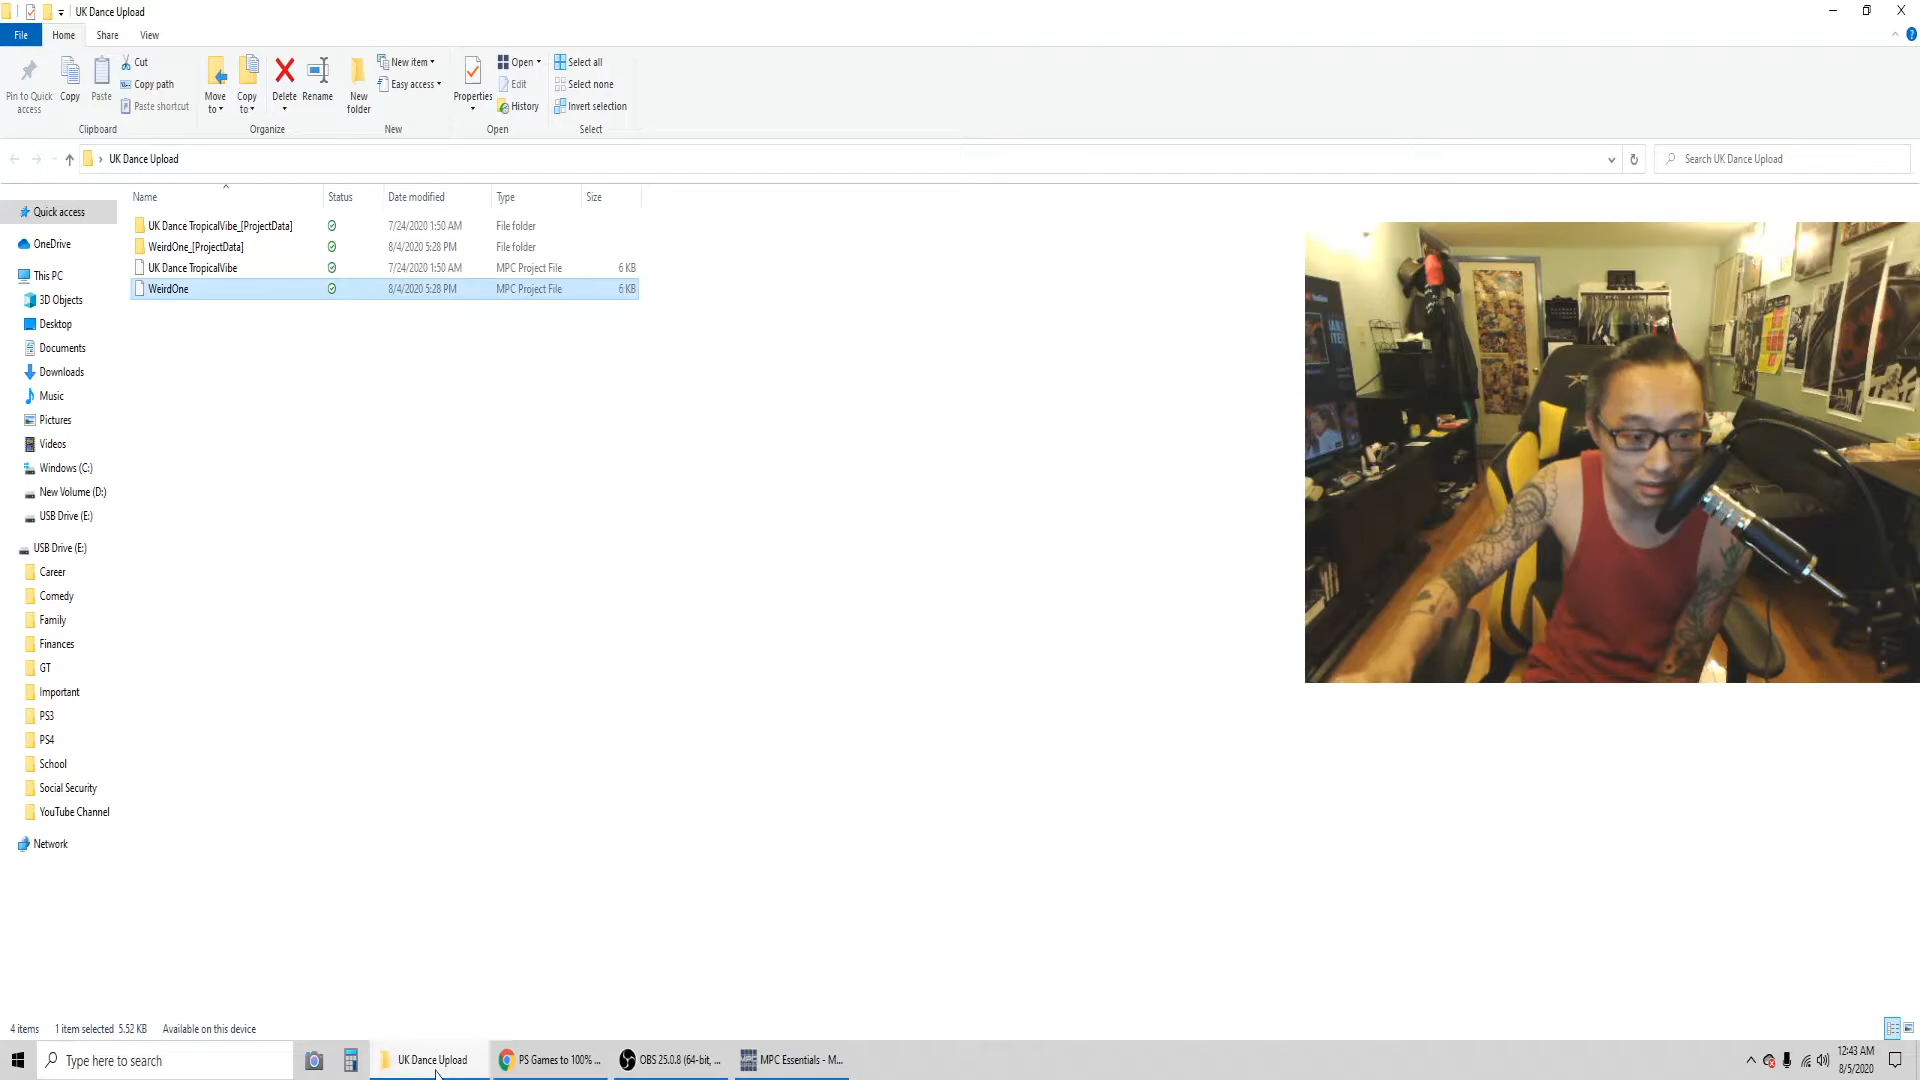 UK Dance Upload
File Home Share View
Pin to Quick access
Copy
Paste
Cut
Copy path
Paste shortcut
Clipboard
Move to
Copy to
Delete
Rename
Organize
New folder
New item
Easy access
New
Properties
Open
Edit
History
Open
Select all
Select none
Invert selection
Select
UK Dance Upload
Search UK Dance Upload
Name Status Date modified Type Size
UK Dance TropicalVibe_[ProjectData] 7/24/2020 1:50 AM File folder
WeirdOne_[ProjectData] 8/4/2020 5:28 PM File folder
UK Dance TropicalVibe 7/24/2020 1:50 AM MPC Project File 6 KB
WeirdOne 8/4/2020 5:28 PM MPC Project File 6 KB
Quick access
OneDrive
This PC
3D Objects
Desktop
Documents
Downloads
Music
Pictures
Videos
Windows (C:)
New Volume (D:)
USB Drive (E:)
USB Drive (E:)
Career
Comedy
Family
Finances
GT
Important
PS3
PS4
School
Social Security
YouTube Channel
Network
4 items 1 item selected 5.52 KB Available on this device
Type here to search
UK Dance Upload
PS Games to 100% ...
OBS 25.0.8 (64-bit, ...
MPC Essentials - M...
12:43 AM
8/5/2020